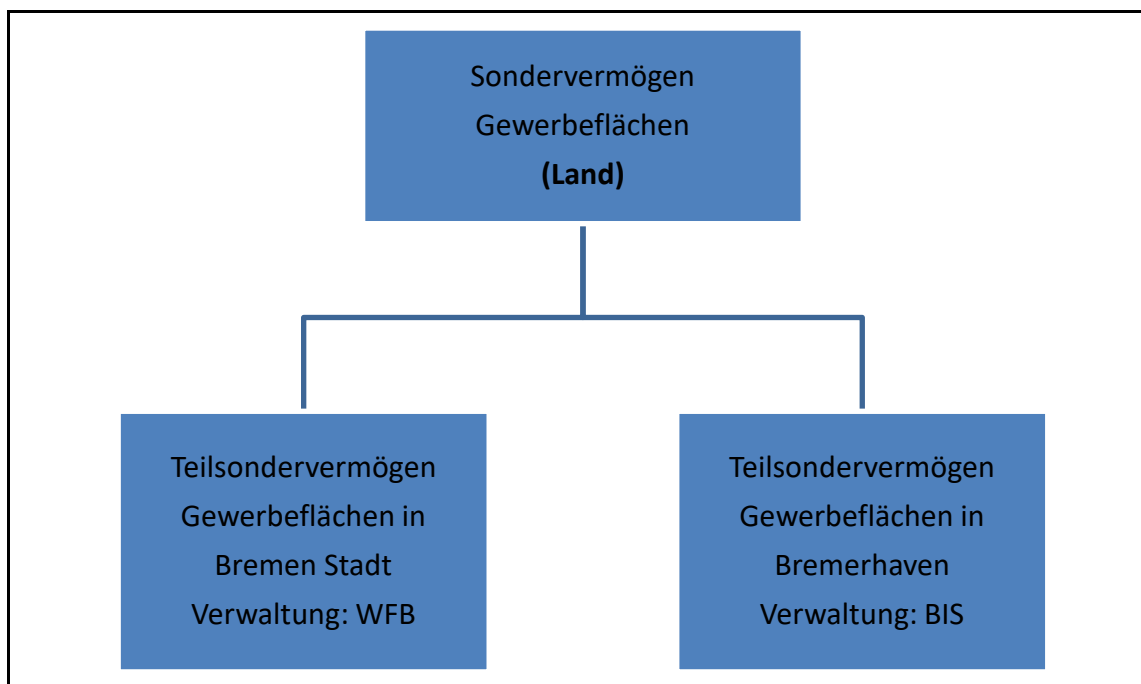 Sondervermögen
Gewerbeflächen
(Land)
Teilsondervermögen
Gewerbeflächen in
Bremen Stadt
Verwaltung: WFB
Teilsondervermögen
Gewerbeflächen in
Bremerhaven
Verwaltung: BIS